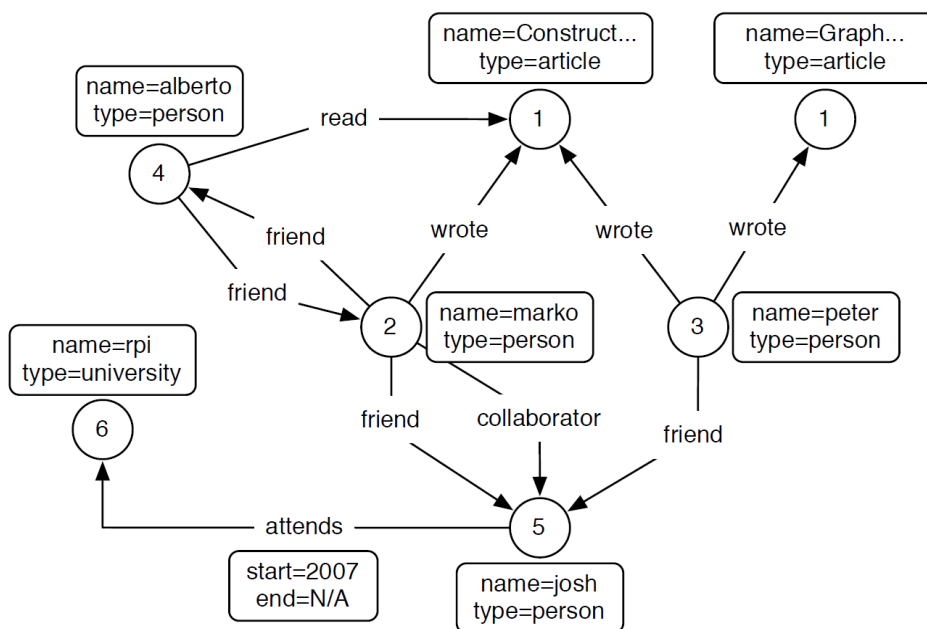 name=Construct...
type=article
name=Graph...
type=article
name=alberto
type=person
read
1
1
4
friend
wrote
wrote
wrote
friend
2
name=marko
type=person
3
name=peter
type=person
name=rpi
type=university
friend
collaborator
friend
6
attends
5
start=2007
end=N/A
name=josh
type=person